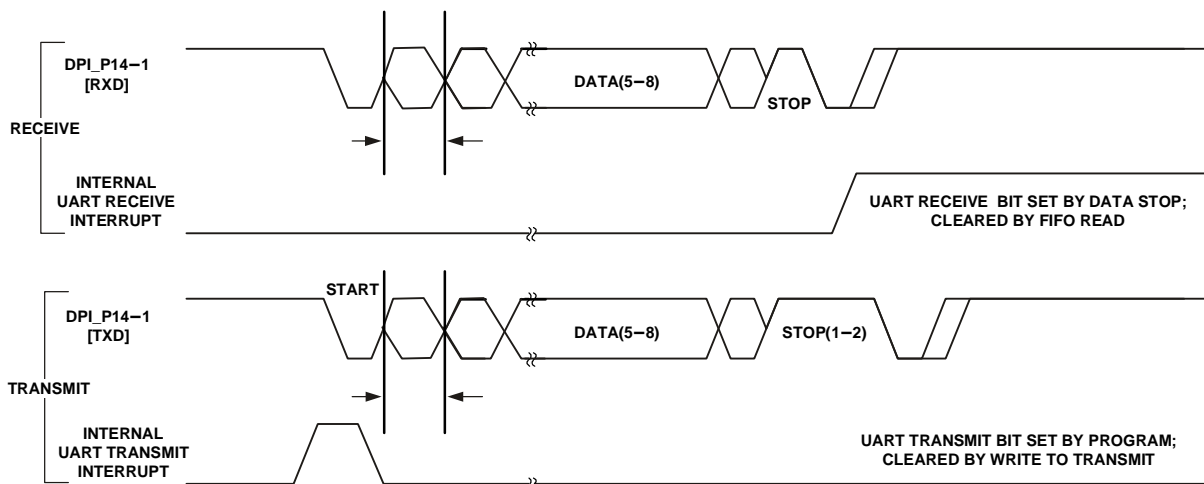 DPI_P14–1
[RXD]
DATA(5–8)
STOP
RECEIVE
INTERNAL
UART RECEIVE
INTERRUPT
UART RECEIVE BIT SET BY DATA STOP;
CLEARED BY FIFO READ
START
DPI_P14–1
[TXD]
DATA(5–8)
STOP(1–2)
TRANSMIT
INTERNAL
UART TRANSMIT
INTERRUPT
UART TRANSMIT BIT SET BY PROGRAM;
CLEARED BY WRITE TO TRANSMIT